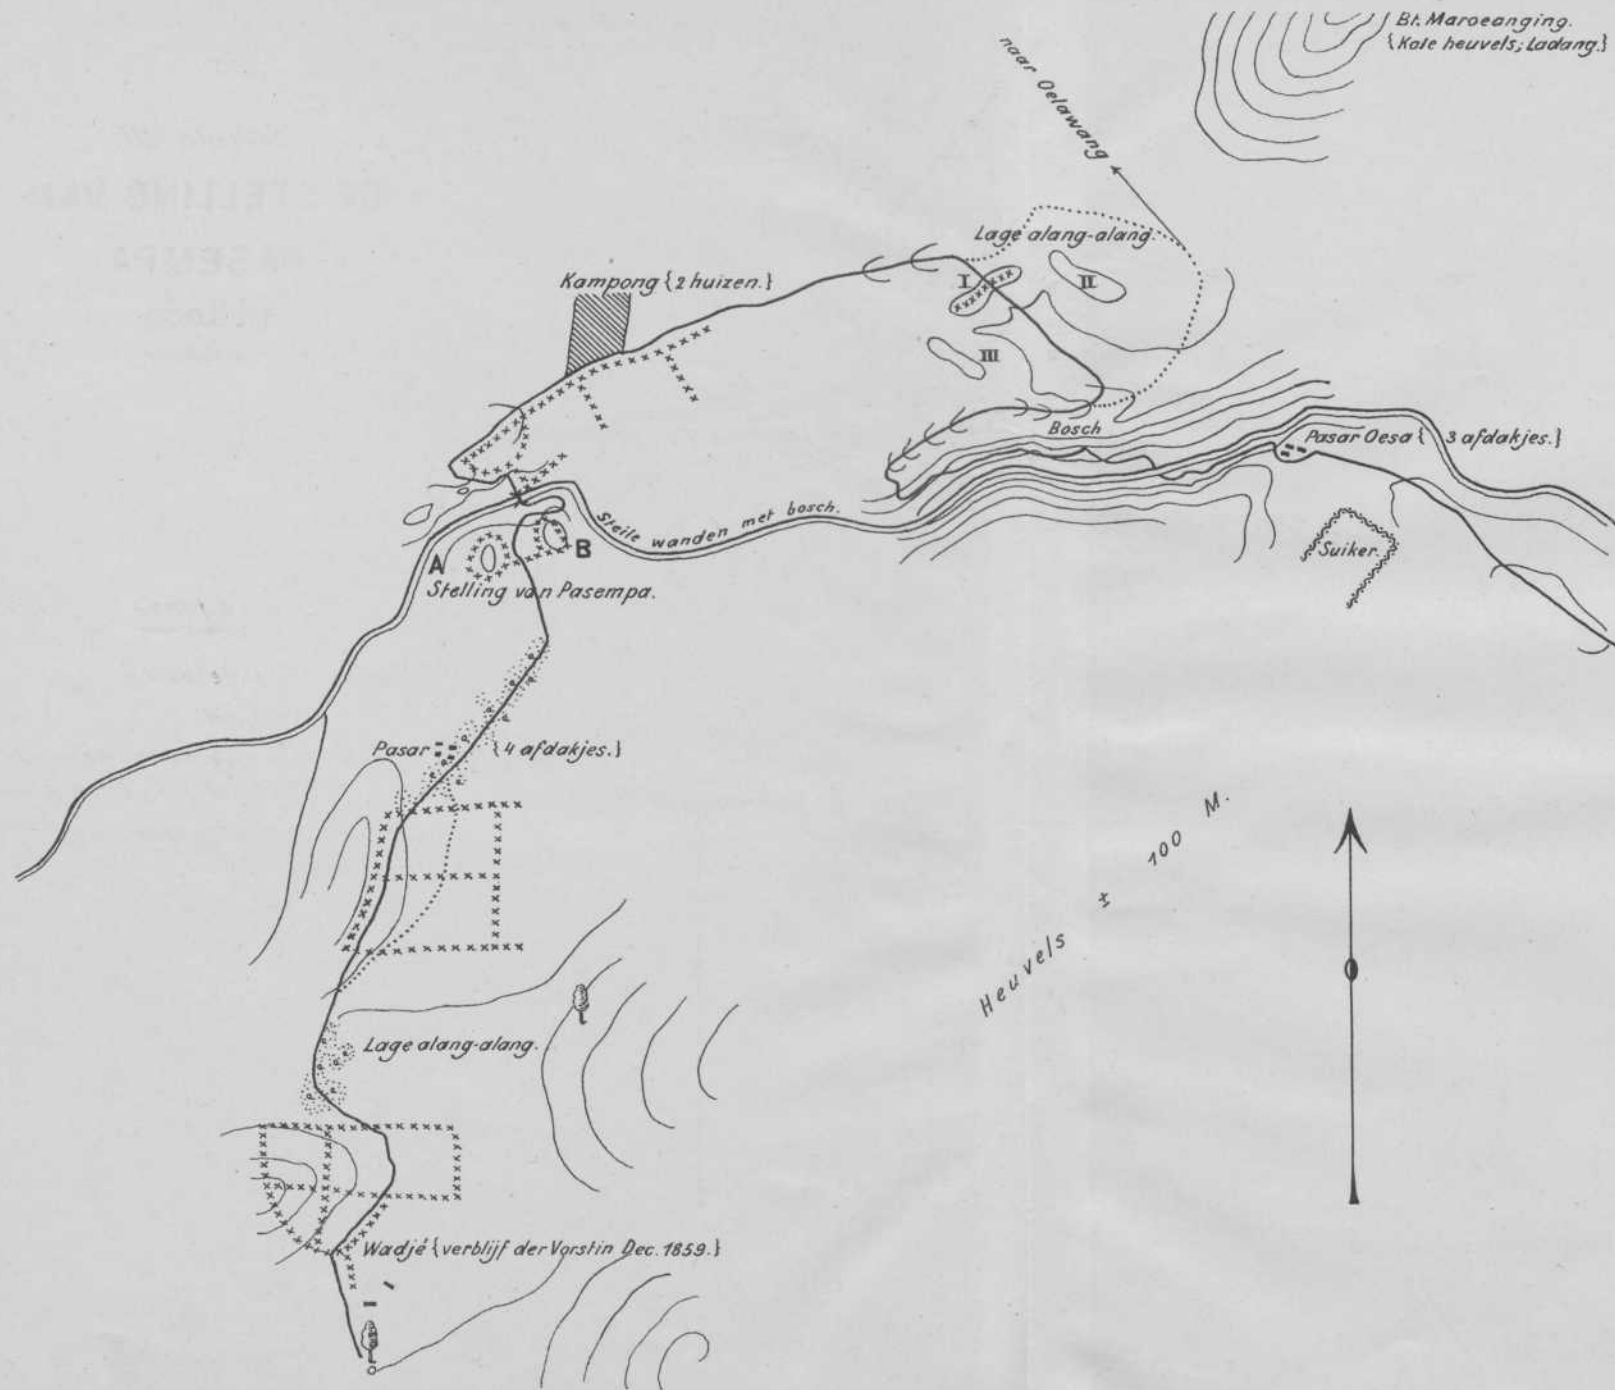 Bt. Maroeanging.
{Kale heuvels; Ladang.}
naar Oelawang
Lage alang-alang.
Kampong {2 huizen.}
I
II
III
Bosch
Pasar Oesa { 3 afdakjes.}
Steile wanden met bosch.
Suiker.
A
B
Stelling van Pasempa.
Pasar {4 afdakjes.}
Heuvels ± 100 M.
Lage alang-alang.
Wadjé {verblijf der Vorstin Dec. 1859.}